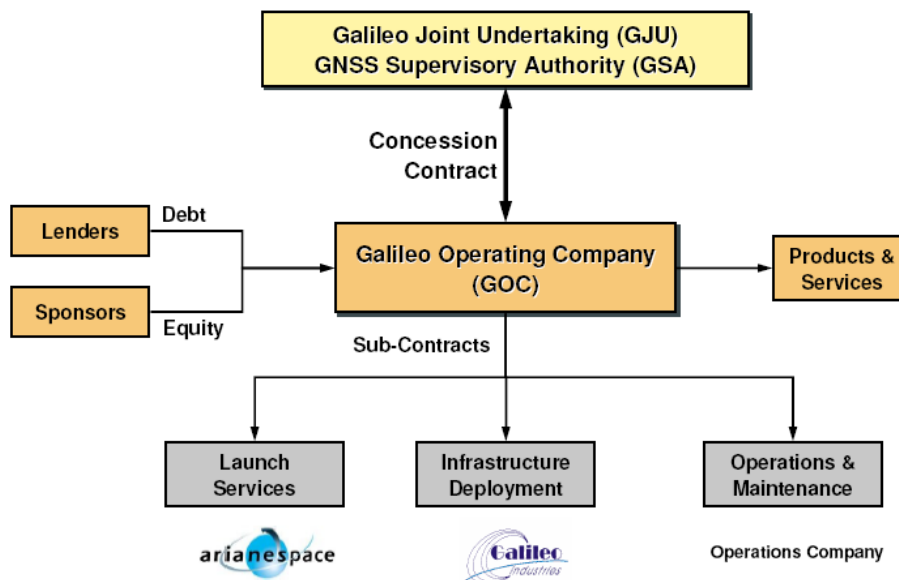 Galileo Joint Undertaking (GJU)
GNSS Supervisory Authority (GSA)
Concession
Contract
Lenders
Debt
Sponsors
Equity
Galileo Operating Company
(GOC)
Products &
Services
Sub-Contracts
Launch
Services
Infrastructure
Deployment
Operations &
Maintenance
arianespace
Galileo
Industries
Operations Company